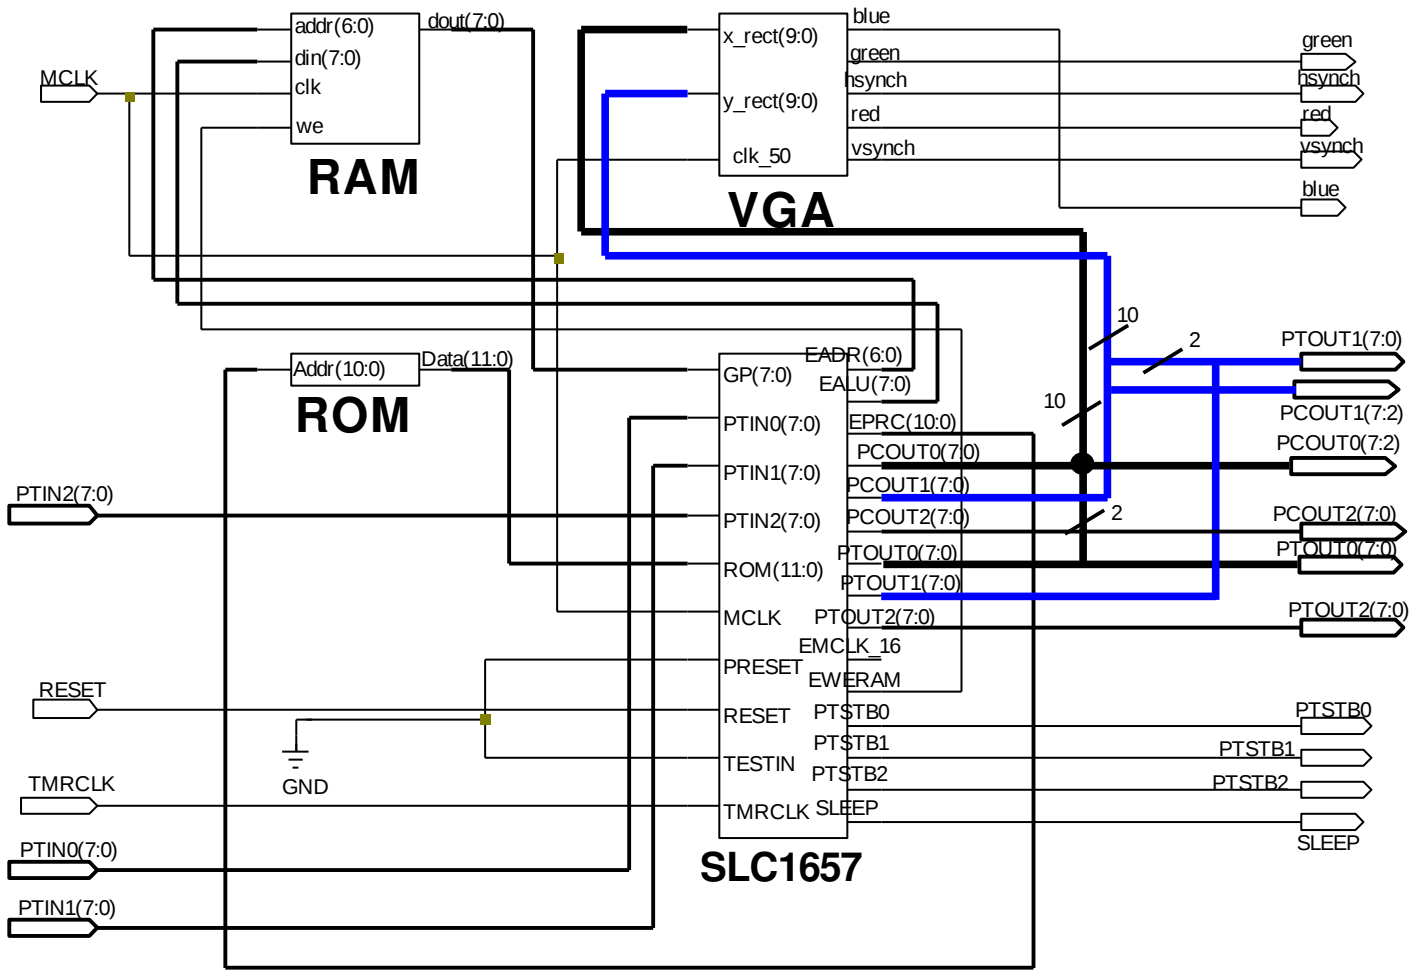 addr(6:0)
din(7:0)
clk
we
dout(7:0)
RAM
MCLK
x_rect(9:0)
y_rect(9:0)
clk_50
blue
green
hsynch
red
vsynch
VGA
green
hsynch
red
vsynch
blue
Addr(10:0)
Data(11:0)
ROM
GP(7:0)
PTIN0(7:0)
PTIN1(7:0)
PTIN2(7:0)
ROM(11:0)
MCLK
PRESET
RESET
TESTIN
TMRCLK
EADR(6:0)
EALU(7:0)
EPRC(10:0)
PCOUT0(7:0)
PCOUT1(7:0)
PCOUT2(7:0)
PTOUT0(7:0)
PTOUT1(7:0)
PTOUT2(7:0)
EMCLK_16
EWERAM
PTSTB0
PTSTB1
PTSTB2
SLEEP
SLC1657
10
2
10
2
PTIN2(7:0)
RESET
GND
TMRCLK
PTIN0(7:0)
PTIN1(7:0)
PTOUT1(7:0)
PCOUT1(7:2)
PCOUT0(7:2)
PCOUT2(7:0)
PTOUT0(7:0)
PTOUT2(7:0)
PTSTB0
PTSTB1
PTSTB2
SLEEP